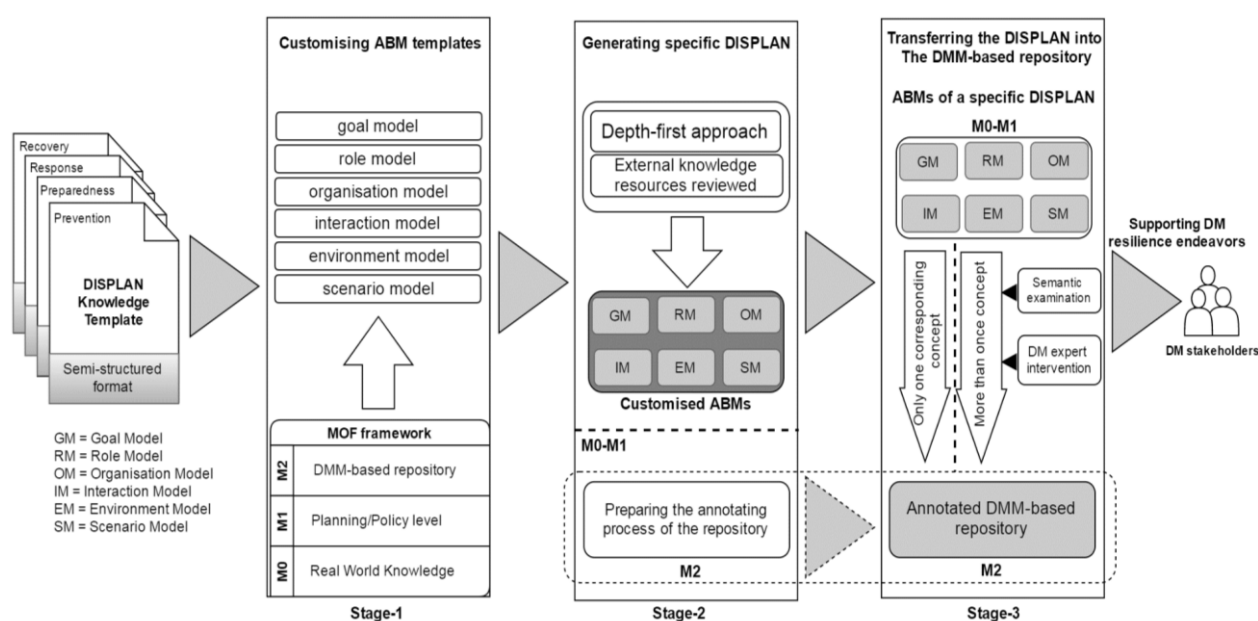 Recovery
Response
Preparedness
Prevention
DISPLAN
Knowledge
Template
Semi-structured
format
GM = Goal Model
RM = Role Model
OM = Organisation Model
IM = Interaction Model
EM = Environment Model
SM = Scenario Model
Customising ABM templates
goal model
role model
organisation model
interaction model
environment model
scenario model
MOF framework
M2
DMM-based repository
M1
Planning/Policy level
M0
Real World Knowledge
Stage-1
Generating specific DISPLAN
Depth-first approach
External knowledge
resources reviewed
GM
RM
OM
IM
EM
SM
Customised ABMs
M0-M1
Preparing the annotating
process of the repository
M2
Stage-2
Transferring the DISPLAN into
The DMM-based repository
ABMs of a specific DISPLAN
M0-M1
GM
RM
OM
IM
EM
SM
Only one corresponding
concept
More than once concept
Semantic
examination
DM expert
intervention
Annotated DMM-based
repository
M2
Stage-3
Supporting DM
resilience endeavors
DM stakeholders